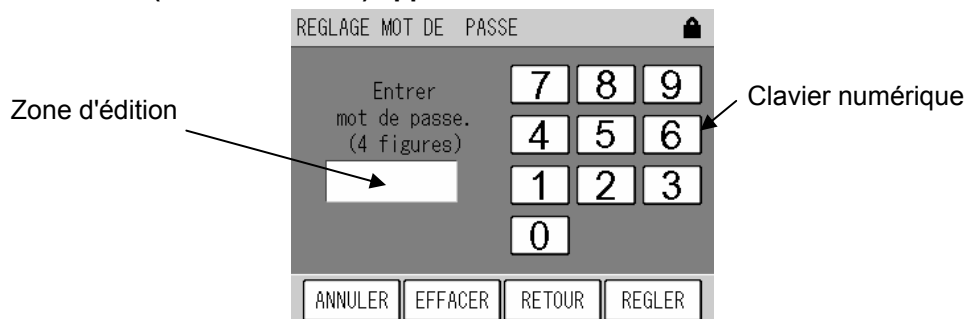 REGLAGE MOT DE PASSE
Entrer
mot de passe.
(4 figures)
7 8 9
4 5 6
1 2 3
0
Zone d'édition
Clavier numérique
ANNULER EFFACER RETOUR REGLER